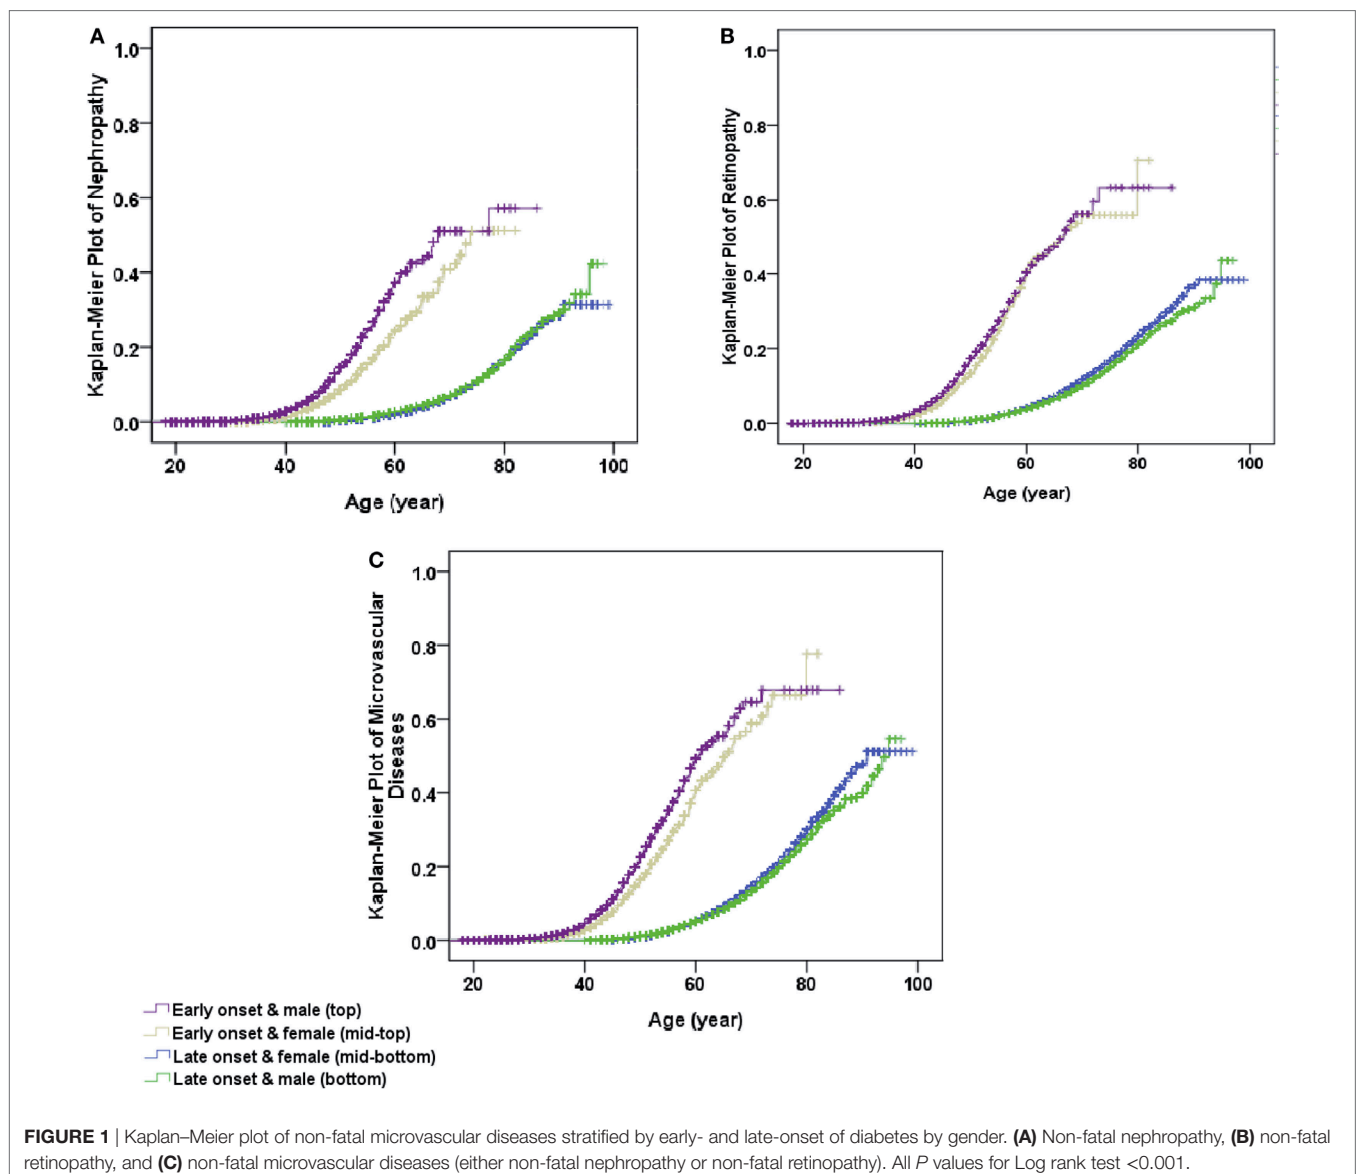 A
Kaplan-Meier Plot of Nephropathy
1.0
0.8
0.6
0.4
0.2
0.0
20 40 60 80 100
Age (year)
B
Kaplan-Meier Plot of Retinopathy
1.0
0.8
0.6
0.4
0.2
0.0
20 40 60 80 100
Age (year)
C
Kaplan-Meier Plot of Microvascular
Diseases
1.0
0.8
0.6
0.4
0.2
0.0
20 40 60 80 100
Age (year)
Early onset & male (top)
Early onset & female (mid-top)
Late onset & female (mid-bottom)
Late onset & male (bottom)
FIGURE 1 | Kaplan–Meier plot of non-fatal microvascular diseases stratified by early- and late-onset of diabetes by gender. (A) Non-fatal nephropathy, (B) non-fatal
retinopathy, and (C) non-fatal microvascular diseases (either non-fatal nephropathy or non-fatal retinopathy). All P values for Log rank test <0.001.